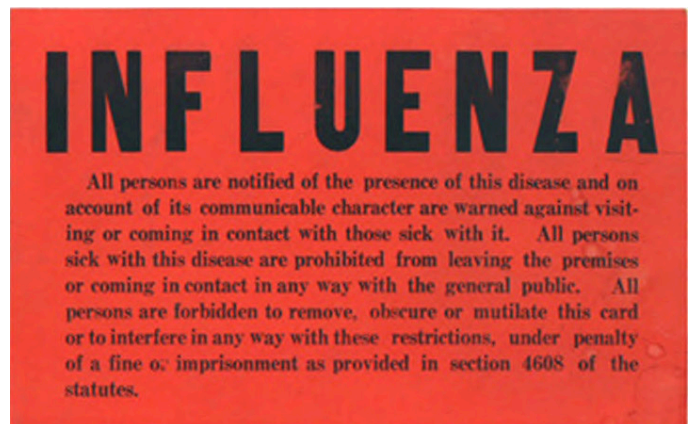 INFLUENZA
All persons are notified of the presence of this disease and on
account of its communicable character are warned against visit-
ing or coming in contact with those sick with it. All persons
sick with this disease are prohibited from leaving the premises
or coming in contact in any way with the general public. All
persons are forbidden to remove, obscure or mutilate this card
or to interfere in any way with these restrictions, under penalty
of a fine or imprisonment as provided in section 4608 of the
statutes.